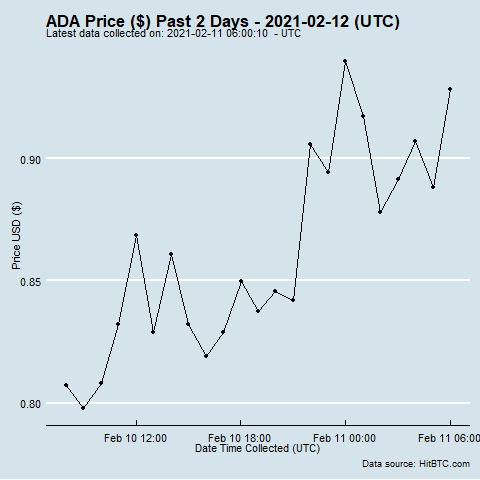 ADA Price ($) Past 2 Days - 2021-02-12 (UTC)
Latest data collected on: 2021-02-11 06:00:10  - UTC
Price USD ($)
0.90
0.85
0.80
Feb 10 12:00
Feb 10 18:00
Feb 11 00:00
Feb 11 06:00
Date Time Collected (UTC)
Data source: HitBTC.com